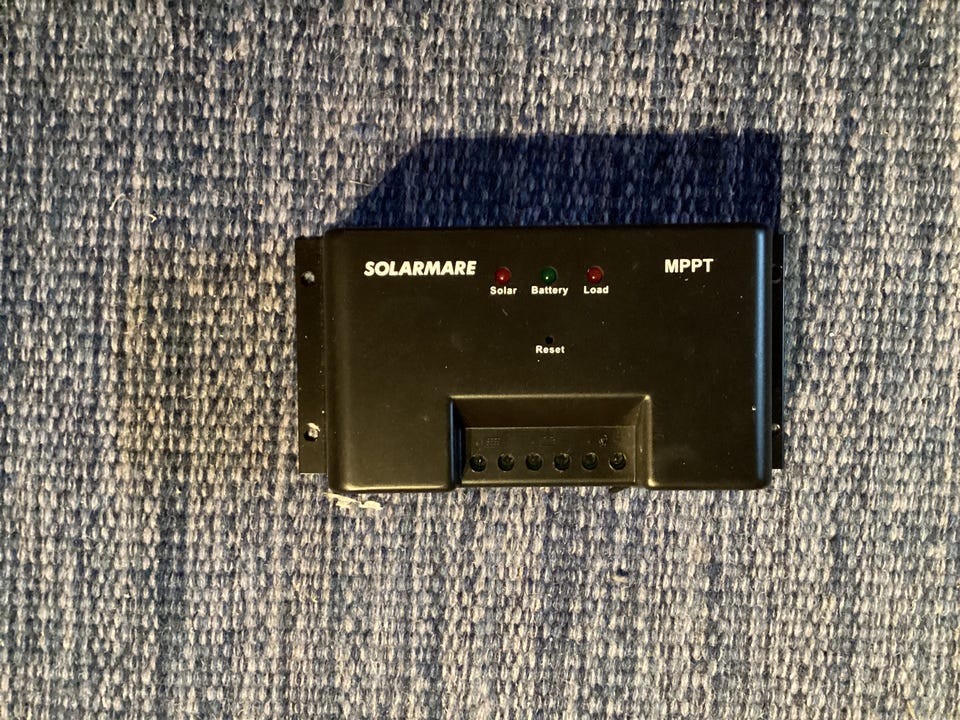 SOLARMARE
MPPT
Solar Battery Load
Reset